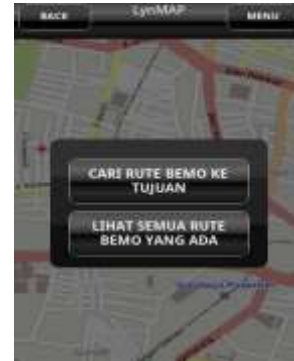 BACK
LynMAP
MENU
CARI RUTE BEMO KE
TUJUAN
LIHAT SEMUA RUTE
BEMO YANG ADA